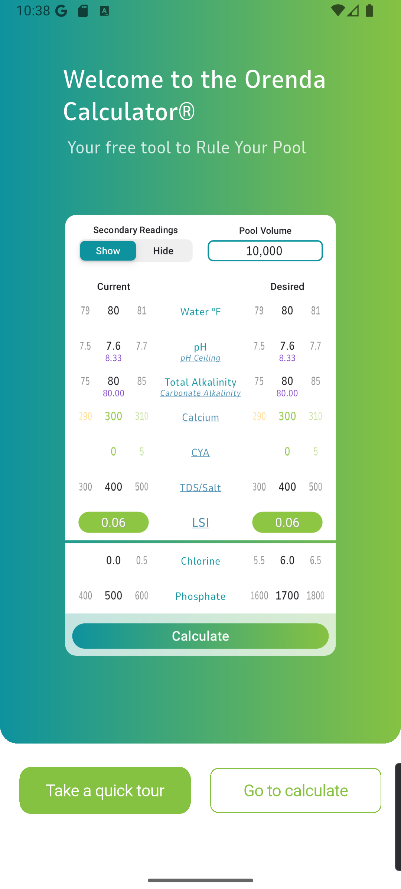 10:38
Welcome to the Orenda
Calculator®
Your free tool to Rule Your Pool
Secondary Readings Pool Volume
Show Hide 10,000
Current Desired
79 80 81 Water ºF 79 80 81
7.5 7.6 7.7 pH 7.5 7.6 7.7
8.33 pH Ceiling 8.33
75 80 85 Total Alkalinity 75 80 85
80.00 Carbonate Alkalinity 80.00
290 300 310 Calcium 290 300 310
0 5 CYA 0 5
300 400 500 TDS/Salt 300 400 500
0.06 LSI 0.06
0.0 0.5 Chlorine 5.5 6.0 6.5
400 500 600 Phosphate 1600 1700 1800
Calculate
Take a quick tour Go to calculate